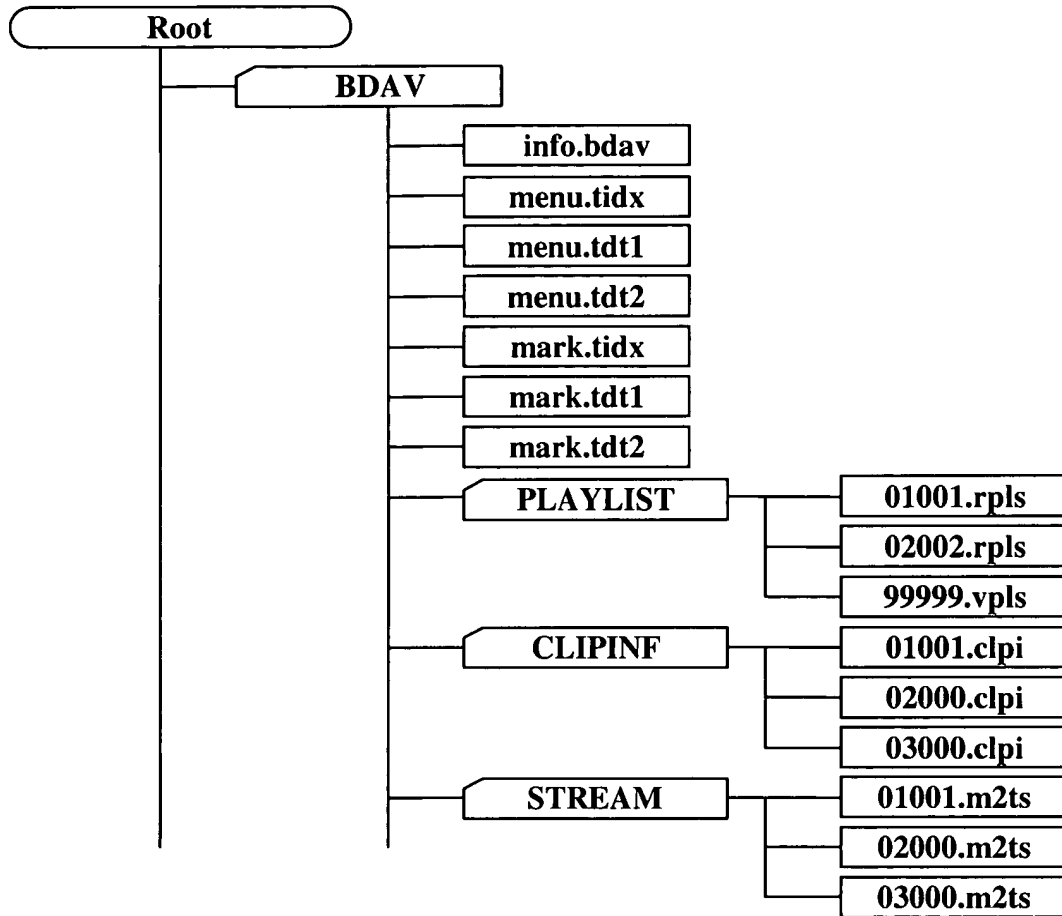 Root
BDAV
info.bdav
menu.tidx
menu.tdt1
menu.tdt2
mark.tidx
mark.tdt1
mark.tdt2
PLAYLIST
01001.rpls
02002.rpls
99999.vpls
CLIPINF
01001.clpi
02000.clpi
03000.clpi
STREAM
01001.m2ts
02000.m2ts
03000.m2ts